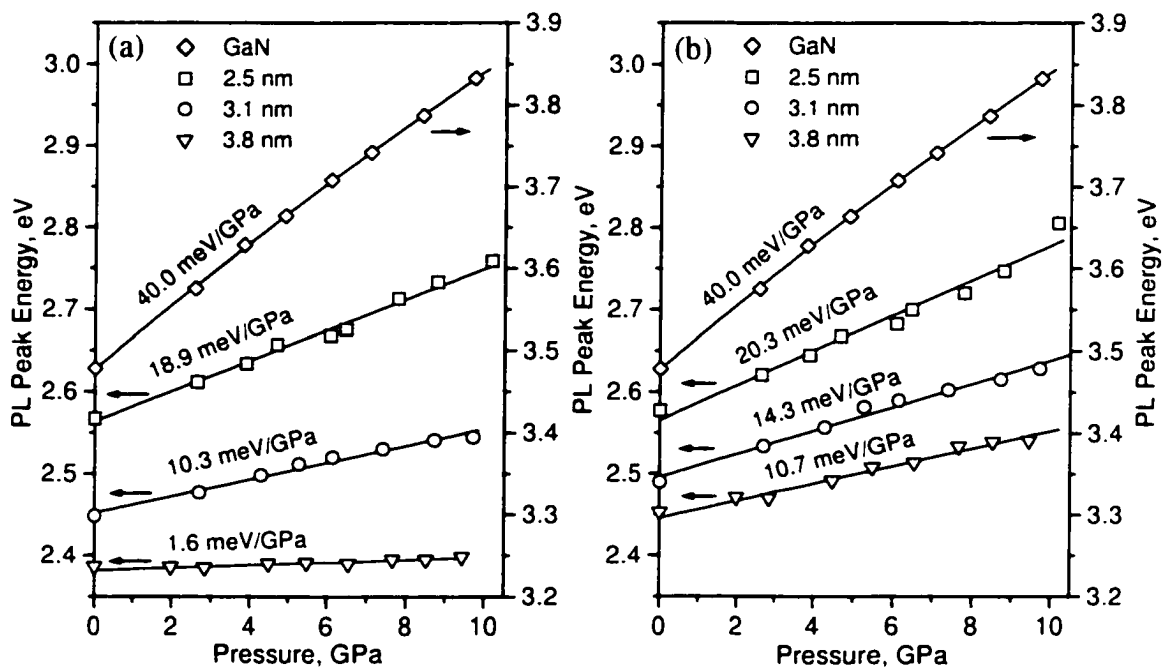 (a)
GaN
2.5 nm
3.1 nm
3.8 nm
40.0 meV/GPa
18.9 meV/GPa
10.3 meV/GPa
1.6 meV/GPa
3.0
2.9
2.8
2.7
2.6
2.5
2.4
PL Peak Energy, eV
3.9
3.8
3.7
3.6
3.5
3.4
3.3
3.2
PL Peak Energy, eV
0 2 4 6 8 10
Pressure, GPa
(b)
GaN
2.5 nm
3.1 nm
3.8 nm
40.0 meV/GPa
20.3 meV/GPa
14.3 meV/GPa
10.7 meV/GPa
3.0
2.9
2.8
2.7
2.6
2.5
2.4
3.9
3.8
3.7
3.6
3.5
3.4
3.3
3.2
PL Peak Energy, eV
0 2 4 6 8 10
Pressure, GPa